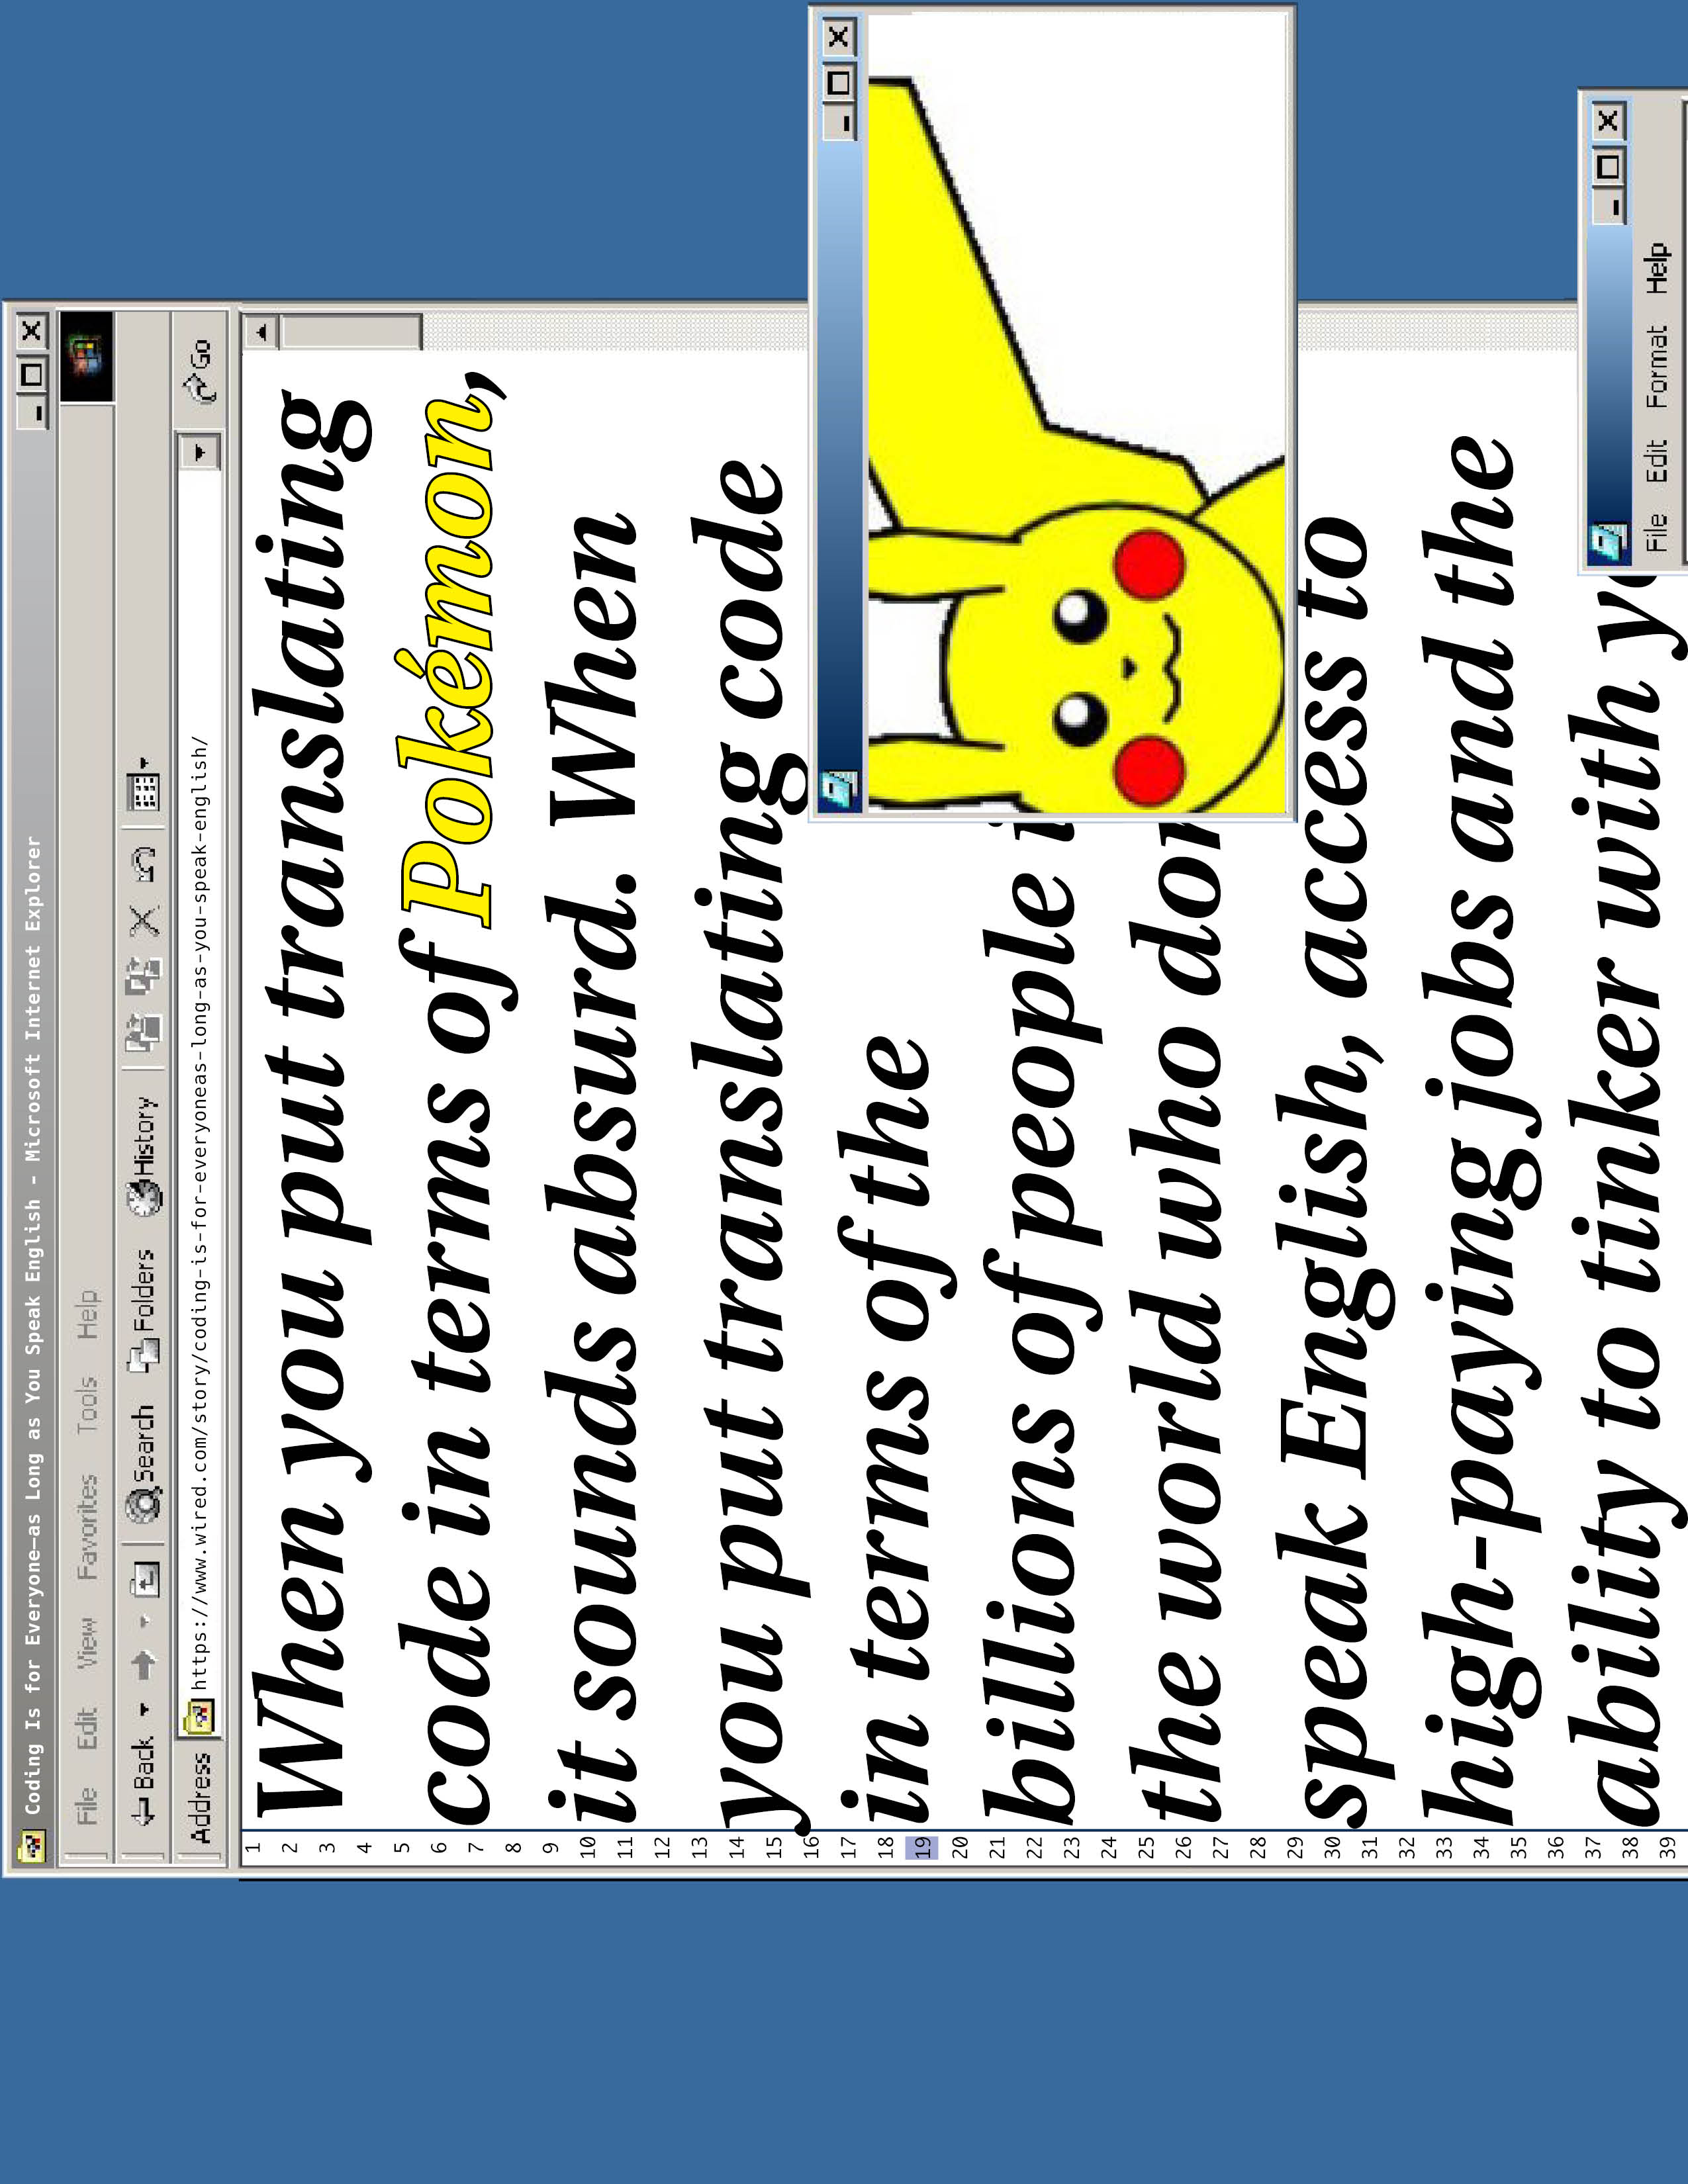 Coding Is for Everyone—as Long as You Speak English - Microsoft Internet Explorer
File Edit View Favorites Tools Help
Back Search Folders History
Address https://www.wired.com/story/coding-is-for-everyoneas-long-as-you-speak-english/ Go
1
2
3
4
5
6
7
8
9
10
11
12
13
14
15
16
17
18
19
20
21
22
23
24
25
26
27
28
29
30
31
32
33
34
35
36
37
38
39
When you put translating
code in terms of Pokémon,
it sounds absurd. When
you put translating code
in terms of the
billions of people
the world who
speak English, access to
high-paying jobs and the
ability to tinker with
File Edit Format Help